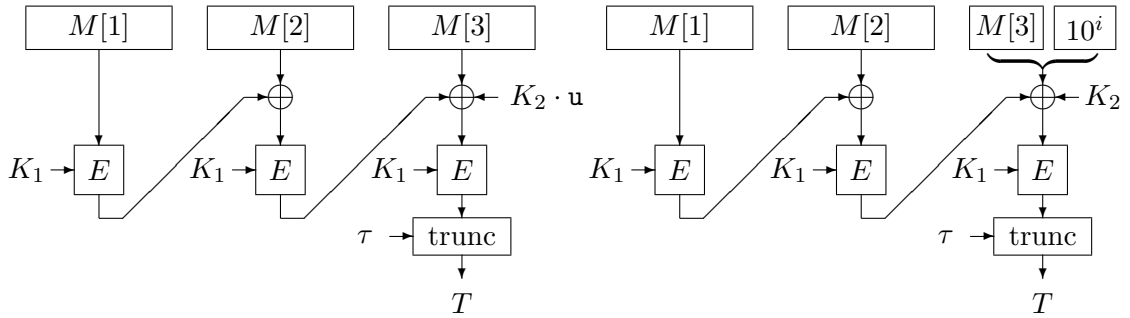 M[1] M[2] M[3] M[1] M[2] M[3] 10^i
K_2 · u K_2
K_1 E K_1 E K_1 E K_1 E K_1 E K_1 E
τ trunc τ trunc
T T